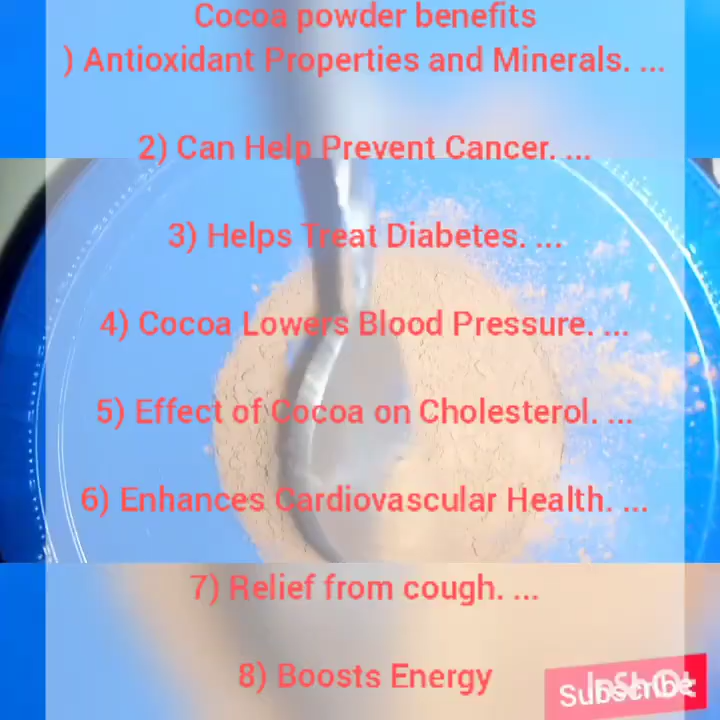 Cocoa powder benefits
) Antioxidant Properties and Minerals. ...
2) Can Help Prevent Cancer. ...
3) Helps Treat Diabetes. ...
4) Cocoa Lowers Blood Pressure. ...
5) Effect of Cocoa on Cholesterol. ...
6) Enhances Cardiovascular Health. ...
7) Relief from cough. ...
8) Boosts Energy
Subscribe
InShOt